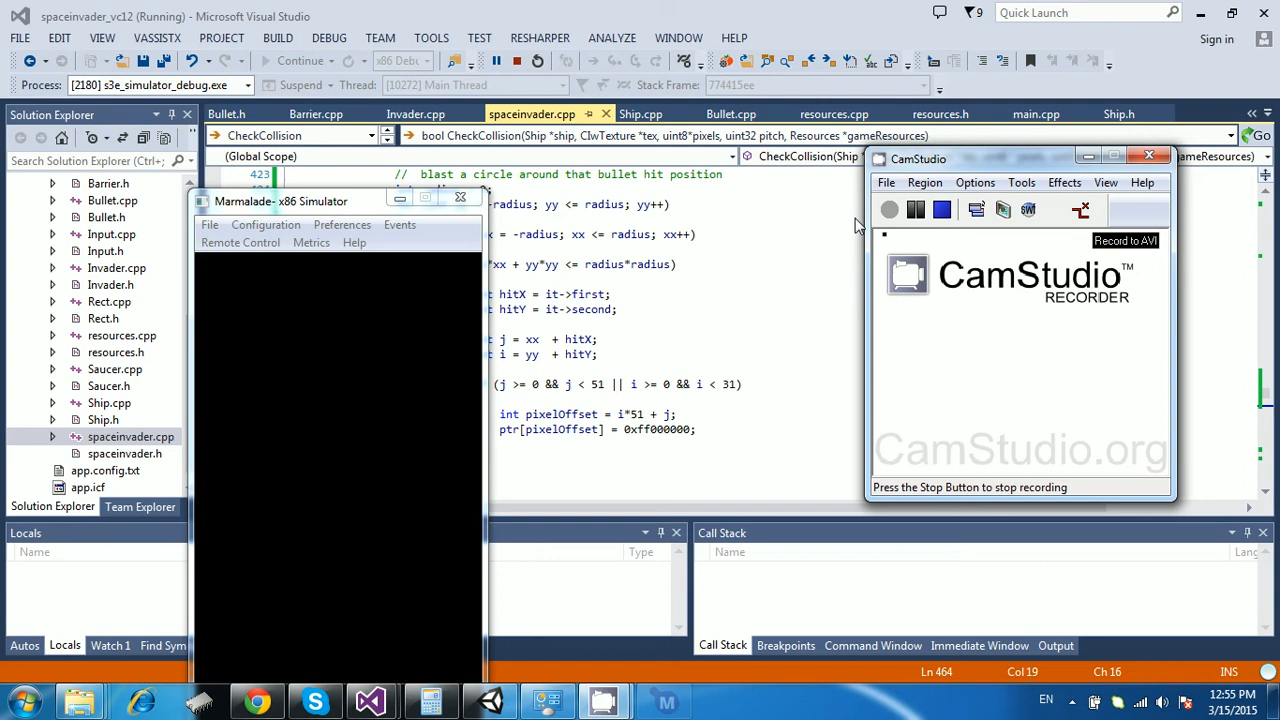 spaceinvader_vc12 (Running) - Microsoft Visual Studio
9
Quick Launch
FILE EDIT VIEW VASSISTX PROJECT BUILD DEBUG TEAM TOOLS TEST RESHARPER ANALYZE WINDOW HELP
Sign in
Continue x86 Debu
Process: [2180] s3e_simulator_debug.exe Suspend Thread: [10272] Main Thread Stack Frame: 774415ee
Solution Explorer
Bullet.h Barrier.cpp Invader.cpp spaceinvader.cpp Ship.cpp Bullet.cpp resources.cpp resources.h main.cpp Ship.h
CheckCollision bool CheckCollision(Ship *ship, CIwTexture *tex, uint8*pixels, uint32 pitch, Resources *gameResources) Go
Search Solution Explorer (Ctrl+;)
(Global Scope) CheckCollision(Ship gameResources)
423 // blast a circle around that bullet hit position
-radius; yy <= radius; yy++)
= -radius; xx <= radius; xx++)
*xx + yy*yy <= radius*radius)
hitX = it->first;
hitY = it->second;
j = xx + hitX;
i = yy + hitY;
(j >= 0 && j < 51 || i >= 0 && i < 31)
int pixelOffset = i*51 + j;
ptr[pixelOffset] = 0xff000000;
Barrier.h
Bullet.cpp
Bullet.h
Input.cpp
Input.h
Invader.cpp
Invader.h
Rect.cpp
Rect.h
resources.cpp
resources.h
Saucer.cpp
Saucer.h
Ship.cpp
Ship.h
spaceinvader.cpp
spaceinvader.h
app.config.txt
app.icf
Solution Explorer Team Explorer
Marmalade- x86 Simulator
File Configuration Preferences Events
Remote Control Metrics Help
CamStudio
File Region Options Tools Effects View Help
Record to AVI
CamStudio™
RECORDER
CamStudio.org
Press the Stop Button to stop recording
Locals
Name Type
Call Stack
Name Lang
Autos Locals Watch 1 Find Sym
Call Stack Breakpoints Command Window Immediate Window Output
Ln 464 Col 19 Ch 16 INS
EN
12:55 PM
3/15/2015